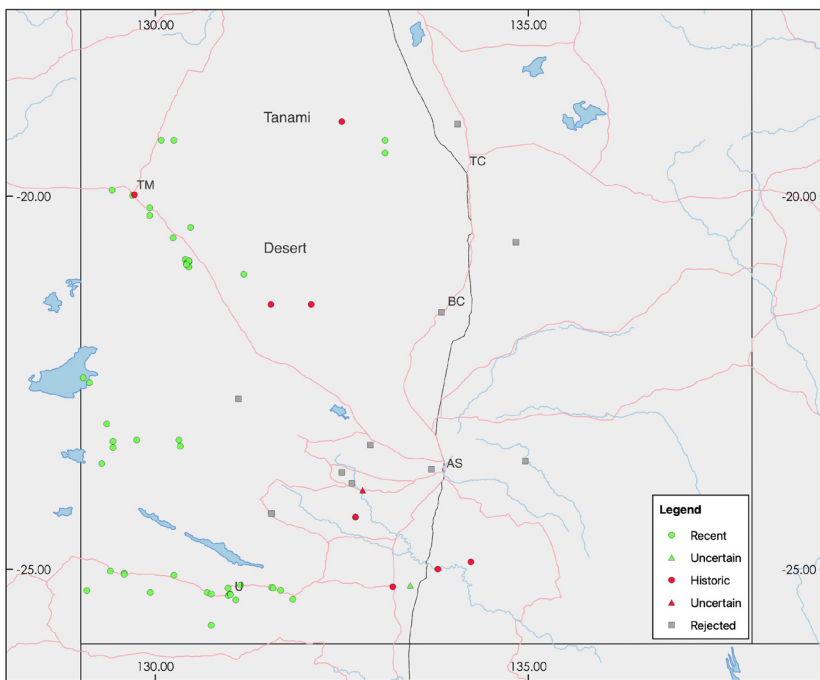 130.00 135.00
Tanami
TC
TM
-20.00 -20.00
Desert
BC
AS
Legend
Recent
Uncertain
Historic
Uncertain
Rejected
-25.00 -25.00
U
130.00 135.00